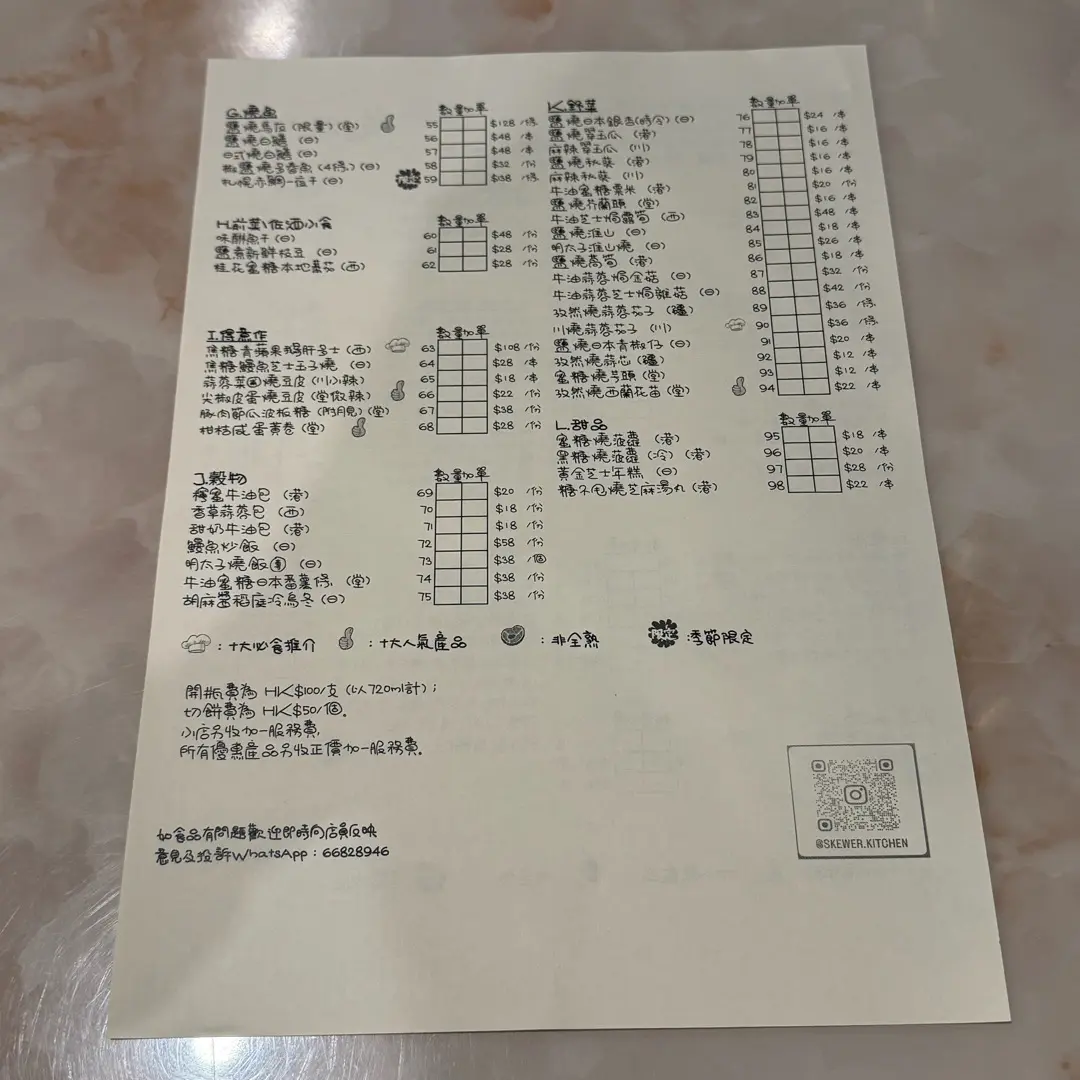 G.燒魚 數量加單
鹽燒馬友(限量)(堂) 55 $128 /條
鹽燒白鱔 (日) 56 $48 /串
日式燒白鱔 (日) 57 $48 /串
椒鹽燒多春魚(4條)(日) 58 $32 /份
札幌赤鯛一夜干(日) 限定 59 $38 /條
H.前菜\佐酒小食 數量加單
味醂魚干(日) 60 $48 /份
鹽煮新鮮枝豆 (日) 61 $28 /份
桂花蜜糖本地番茄(西) 62 $28 /份
I.得意作 數量加單
焦糖青蘋果鵝肝多士(西) 63 $108/份
焦糖鰻魚芝士玉子燒 (日) 64 $28 /串
蒜蓉菜圃燒豆皮(川小辣) 65 $18 /串
尖椒皮蛋燒豆皮(堂微辣) 66 $22 /份
豚肉節瓜波板糖(附月見)(堂) 67 $38 /份
柑桔咸蛋黃卷(堂) 68 $28 /份
J.穀物 數量加單
檸蜜牛油包 (港) 69 $20 /份
香草蒜蓉包 (西) 70 $18 /份
甜奶牛油包 (港) 71 $18 /份
鰻魚炒飯 (日) 72 $58 /份
明太子燒飯團 (日) 73 $38 /個
牛油蜜糖日本番薯條 (堂) 74 $38 /份
胡麻醬稻庭冷烏冬(日) 75 $38 /份
K.野菜 數量加單
鹽燒日本銀杏(時令)(日) 76 $24 /串
鹽燒翠玉瓜 (港) 77 $16 /串
麻辣翠玉瓜 (川) 78 $16 /串
鹽燒秋葵 (港) 79 $16 /串
麻辣秋葵 (川) 80 $16 /串
牛油蜜糖粟米 (港) 81 $20 /份
鹽燒芥蘭頭 (堂) 82 $16 /串
牛油芝士焗露筍 (西) 83 $48 /串
鹽燒淮山 (日) 84 $18 /串
明太子淮山燒 (日) 85 $26 /串
鹽燒萵筍 (港) 86 $18 /串
牛油蒜蓉焗金菇 (日) 87 $32 /份
牛油蒜蓉芝士焗雜菇 (日) 88 $42 /份
孜然燒蒜蓉茄子 (疆) 89 $36 /條
川燒蒜蓉茄子 (川) 90 $36 /條
鹽燒日本青椒仔 (日) 91 $20 /串
孜然燒蒜芯(疆) 92 $12 /串
蜜糖燒芋頭(堂) 93 $12 /串
孜然燒西蘭花苗(堂) 94 $22 /串
L.甜品 數量加單
蜜糖燒菠蘿 (港) 95 $18 /串
黑糖燒菠蘿 (冷) (港) 96 $20 /串
黃金芝士年糕 (日) 97 $28 /份
糖不甩燒芝麻湯丸(港) 98 $22 /串
:十大必食推介 :十大人氣產品 :非全熟 限定 :季節限定
開瓶費為 HK$100/支(以720ml計);
切餅費為 HK$50/個。
小店另收加一服務費,
所有優惠產品另收正價加一服務費。
@SKEWER.KITCHEN
如食品有問題歡迎即時向店員反映
意見及投訴WhatsApp:66828946